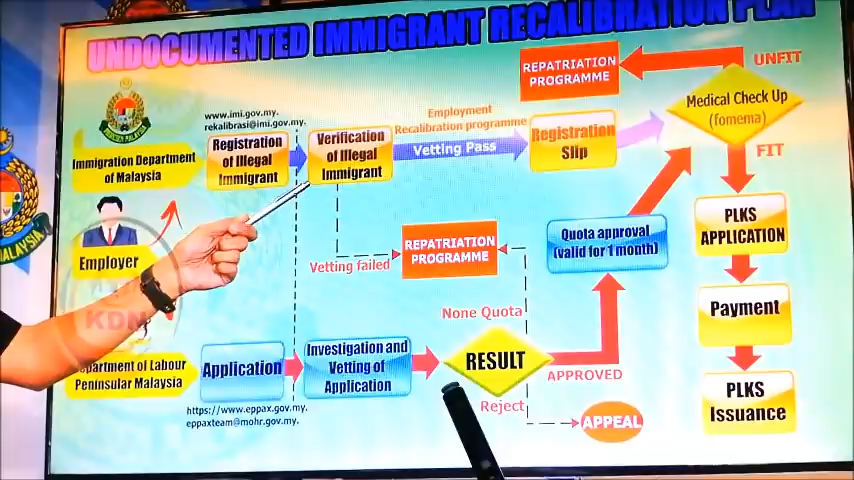 UNDOCUMENTED IMMIGRANT RECALIBRATION PLAN
REPATRIATION
PROGRAMME
UNFIT
Medical Check Up
(fomema)
FIT
www.imi.gov.my.
rekalibrasi@imi.gov.my.
Immigration Department
of Malaysia
Registration
of Illegal
Immigrant
Verification
of Illegal
Immigrant
Employment
Recalibration programme
Vetting Pass
Registration
Slip
Employer
KDN
Vetting failed
REPATRIATION
PROGRAMME
Quota approval
(valid for 1 month)
PLKS
APPLICATION
Payment
PLKS
Issuance
None Quota
partment of Labour
Peninsular Malaysia
Application
Investigation and
Vetting of
Application
RESULT
APPROVED
Reject
APPEAL
https://www.eppax.gov.my/
eppaxteam@mohr.gov.my.